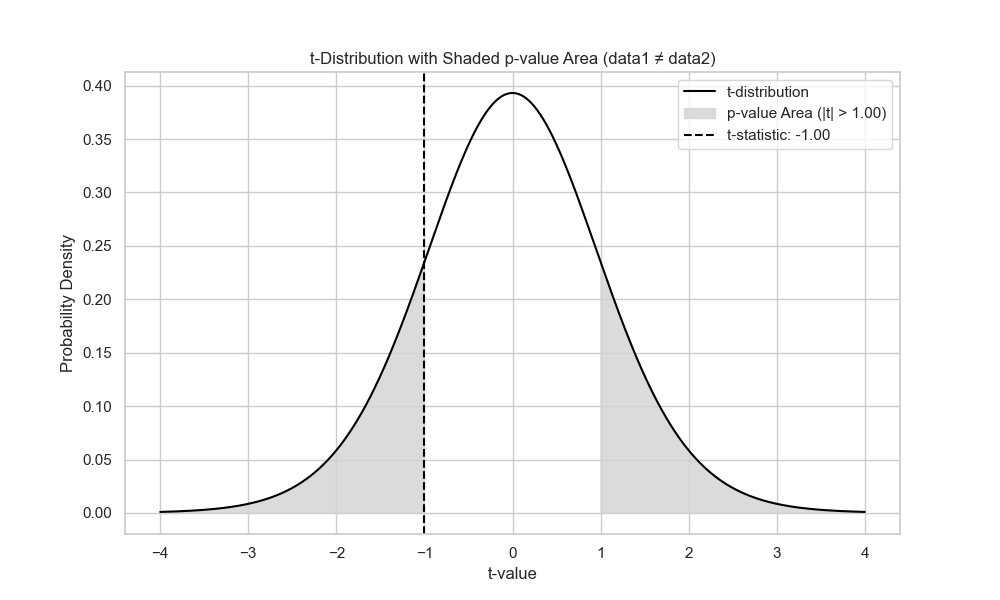 t-Distribution with Shaded p-value Area (data1 ≠ data2)
t-distribution
p-value Area (|t| > 1.00)
t-statistic: -1.00
Probability Density
0.40
0.35
0.30
0.25
0.20
0.15
0.10
0.05
0.00
−4 −3 −2 −1 0 1 2 3 4
t-value